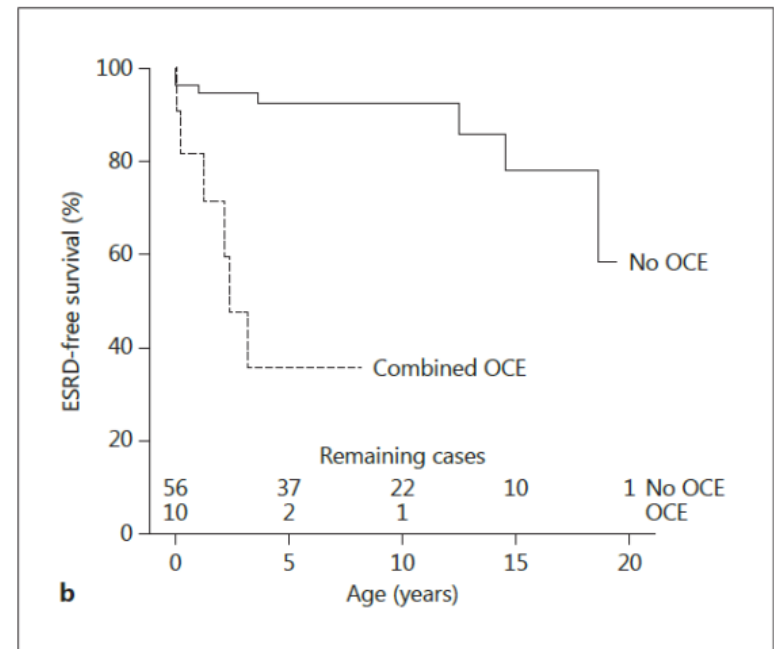 100
80
60
40
20
0
ESRD-free survival (%)
No OCE
Combined OCE
Remaining cases
56 37 22 10 1 No OCE
10 2 1 OCE
0 5 10 15 20
Age (years)
b